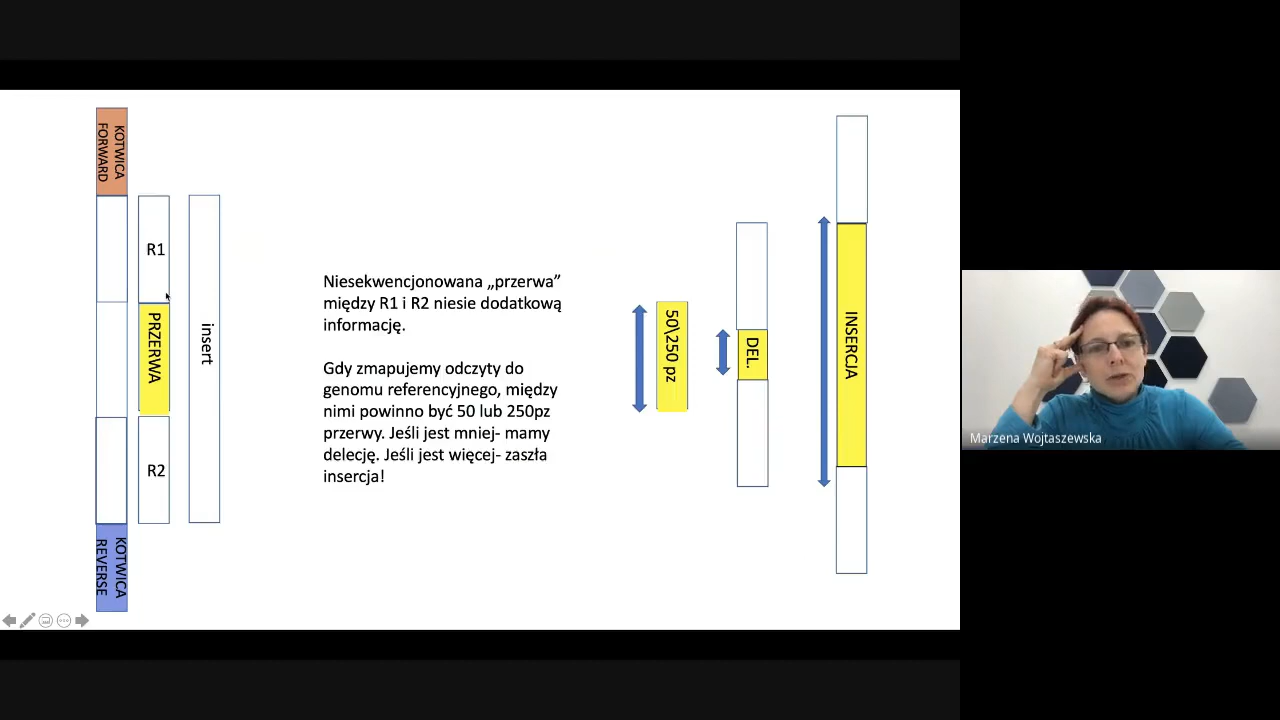 KOTWICA
FORWARD
R1
PRZERWA
R2
KOTWICA
REVERSE
insert
Niesekwencjonowana „przerwa”
między R1 i R2 niesie dodatkową
informację.
Gdy zmapujemy odczyty do
genomu referencyjnego, między
nimi powinno być 50 lub 250pz
przerwy. Jeśli jest mniej- mamy
delecję. Jeśli jest więcej- zaszła
insercja!
50\250 pz
DEL.
INSERCJA
Marzena Wojtaszewska